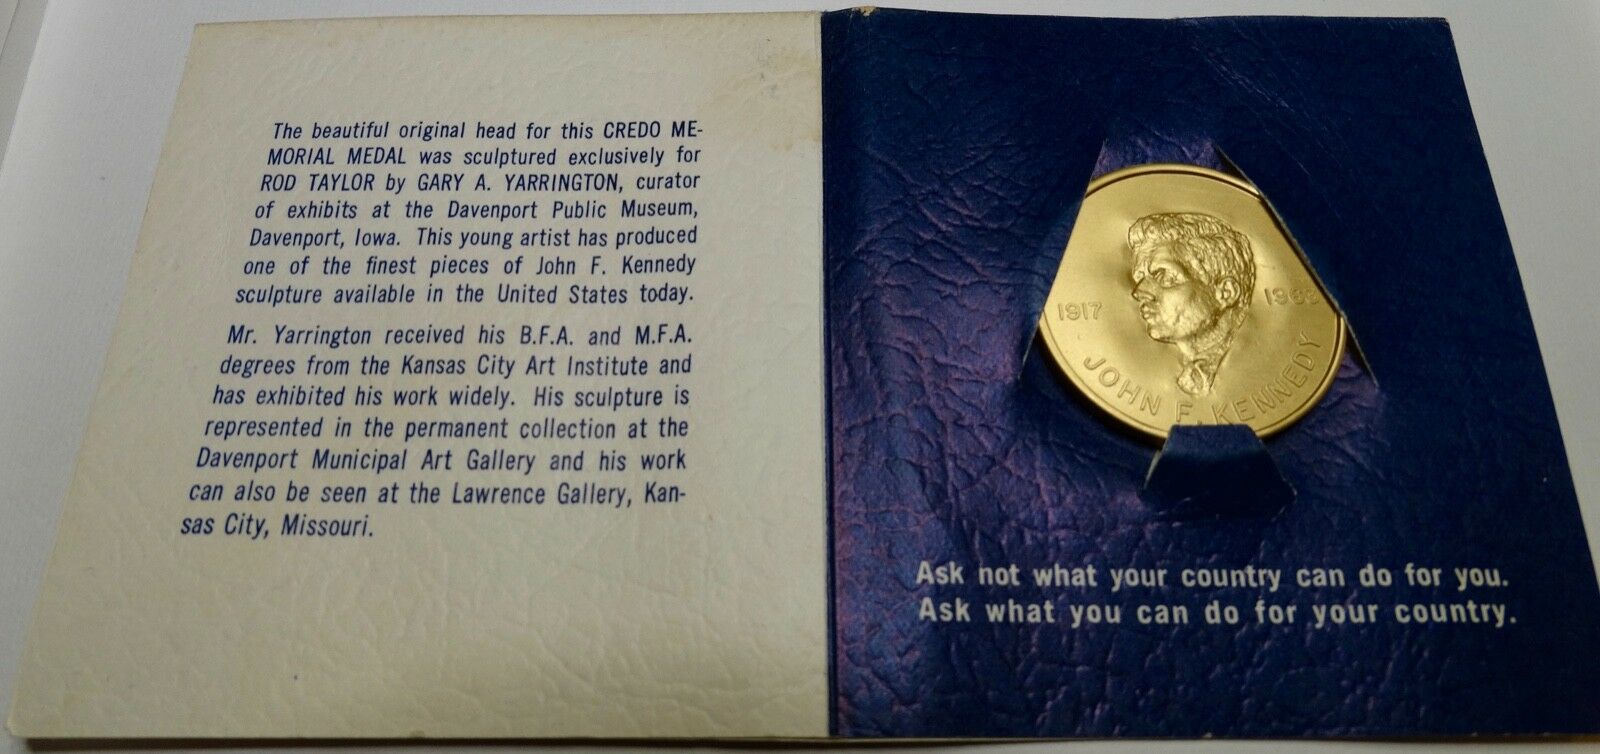 The beautiful original head for this CREDO ME-
MORIAL MEDAL was sculptured exclusively for
ROD TAYLOR by GARY A. YARRINGTON, curator
of exhibits at the Davenport Public Museum,
Davenport, Iowa. This young artist has produced
one of the finest pieces of John F. Kennedy
sculpture available in the United States today.
Mr. Yarrington received his B.F.A. and M.F.A.
degrees from the Kansas City Art Institute and
has exhibited his work widely. His sculpture is
represented in the permanent collection at the
Davenport Municipal Art Gallery and his work
can also be seen at the Lawrence Gallery, Kan-
sas City, Missouri.
1917 1963
JOHN F. KENNEDY
Ask not what your country can do for you.
Ask what you can do for your country.